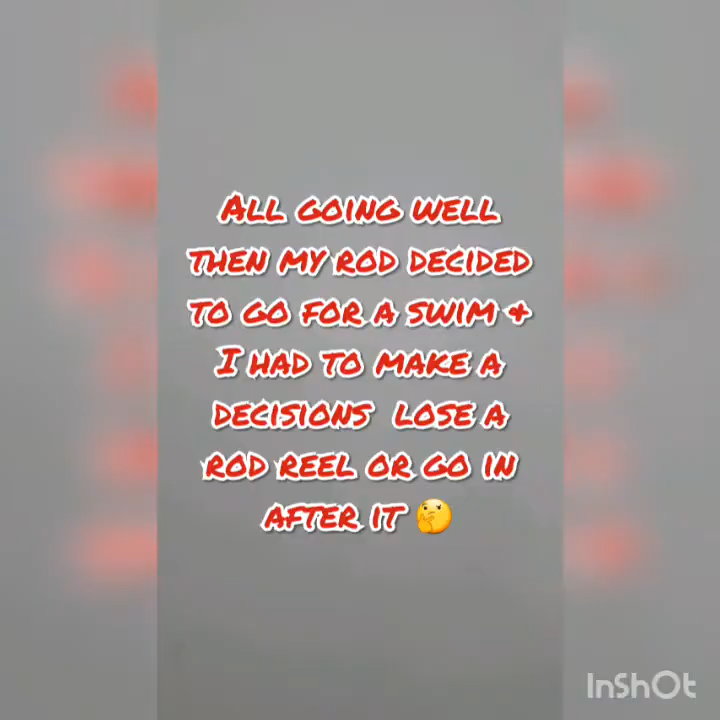 ALL GOING WELL
THEN MY ROD DECIDED
TO GO FOR A SWIM &
I HAD TO MAKE A
DECISIONS LOSE A
ROD REEL OR GO IN
AFTER IT 🤔
InShOt